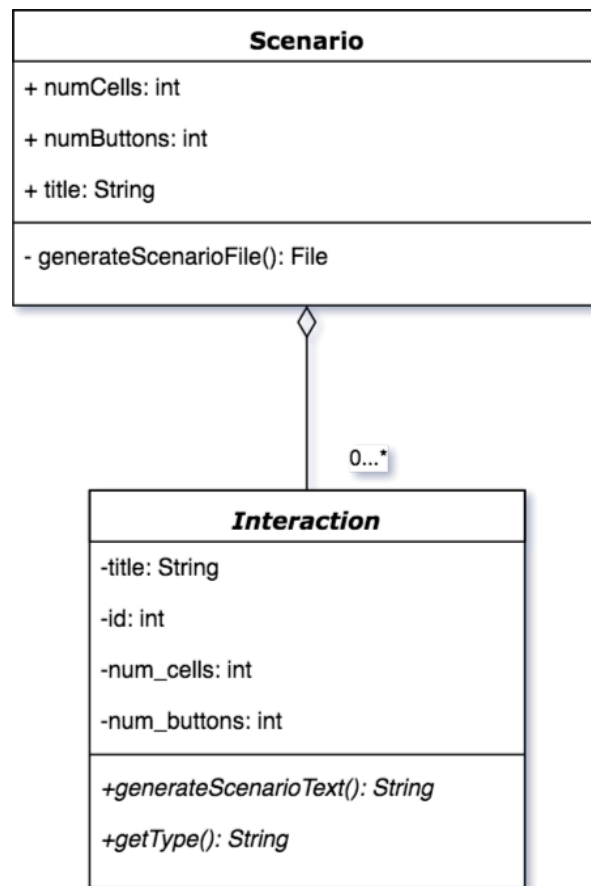 Scenario
+ numCells: int
+ numButtons: int
+ title: String
- generateScenarioFile(): File
0...*
Interaction
-title: String
-id: int
-num_cells: int
-num_buttons: int
+generateScenarioText(): String
+getType(): String